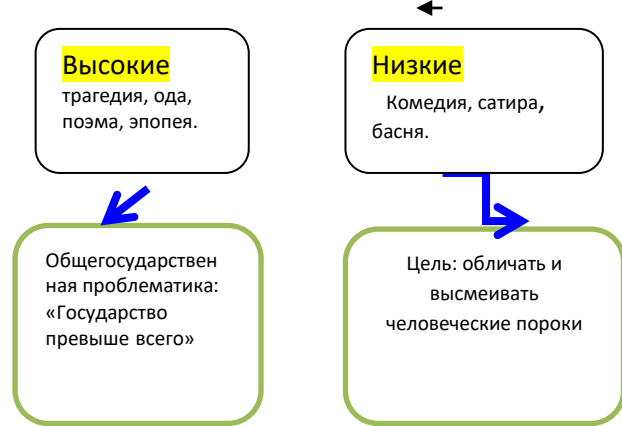 Высокие
трагедия, ода,
поэма, эпопея.
Низкие
Комедия, сатира,
басня.
Общегосударствен
ная проблематика:
«Государство
превыше всего»
Цель: обличать и
высмеивать
человеческие пороки